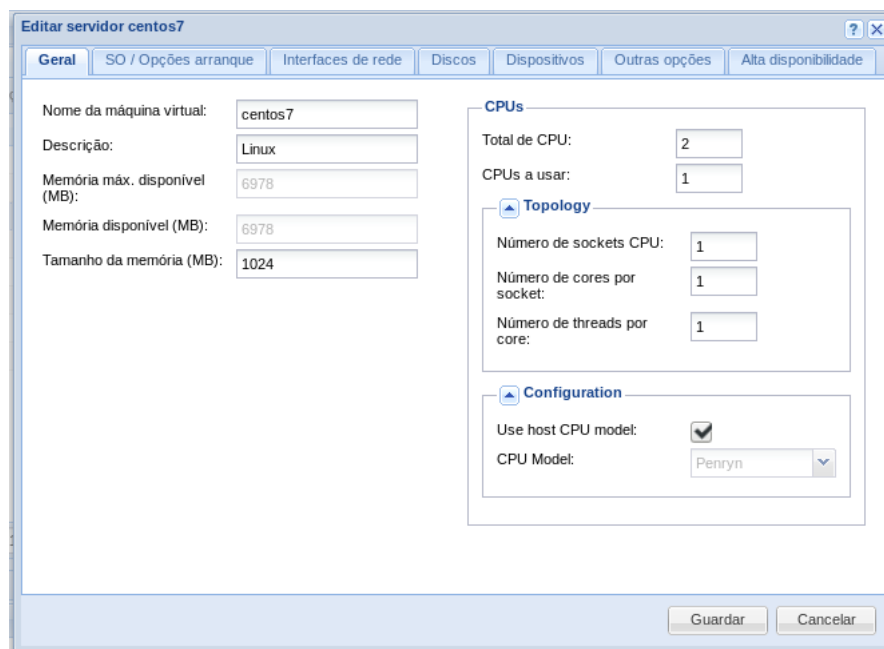 Editar servidor centos7
?
Geral
SO / Opções arranque
Interfaces de rede
Discos
Dispositivos
Outras opções
Alta disponibilidade
Nome da máquina virtual:
centos7
Descrição:
Linux
Memória máx. disponível
(MB):
6978
Memória disponível (MB):
6978
Tamanho da memória (MB):
1024
CPUs
Total de CPU:
2
CPUs a usar:
1
Topology
Número de sockets CPU:
1
Número de cores por
socket:
1
Número de threads por
core:
1
Configuration
Use host CPU model:
CPU Model:
Penryn
Guardar
Cancelar